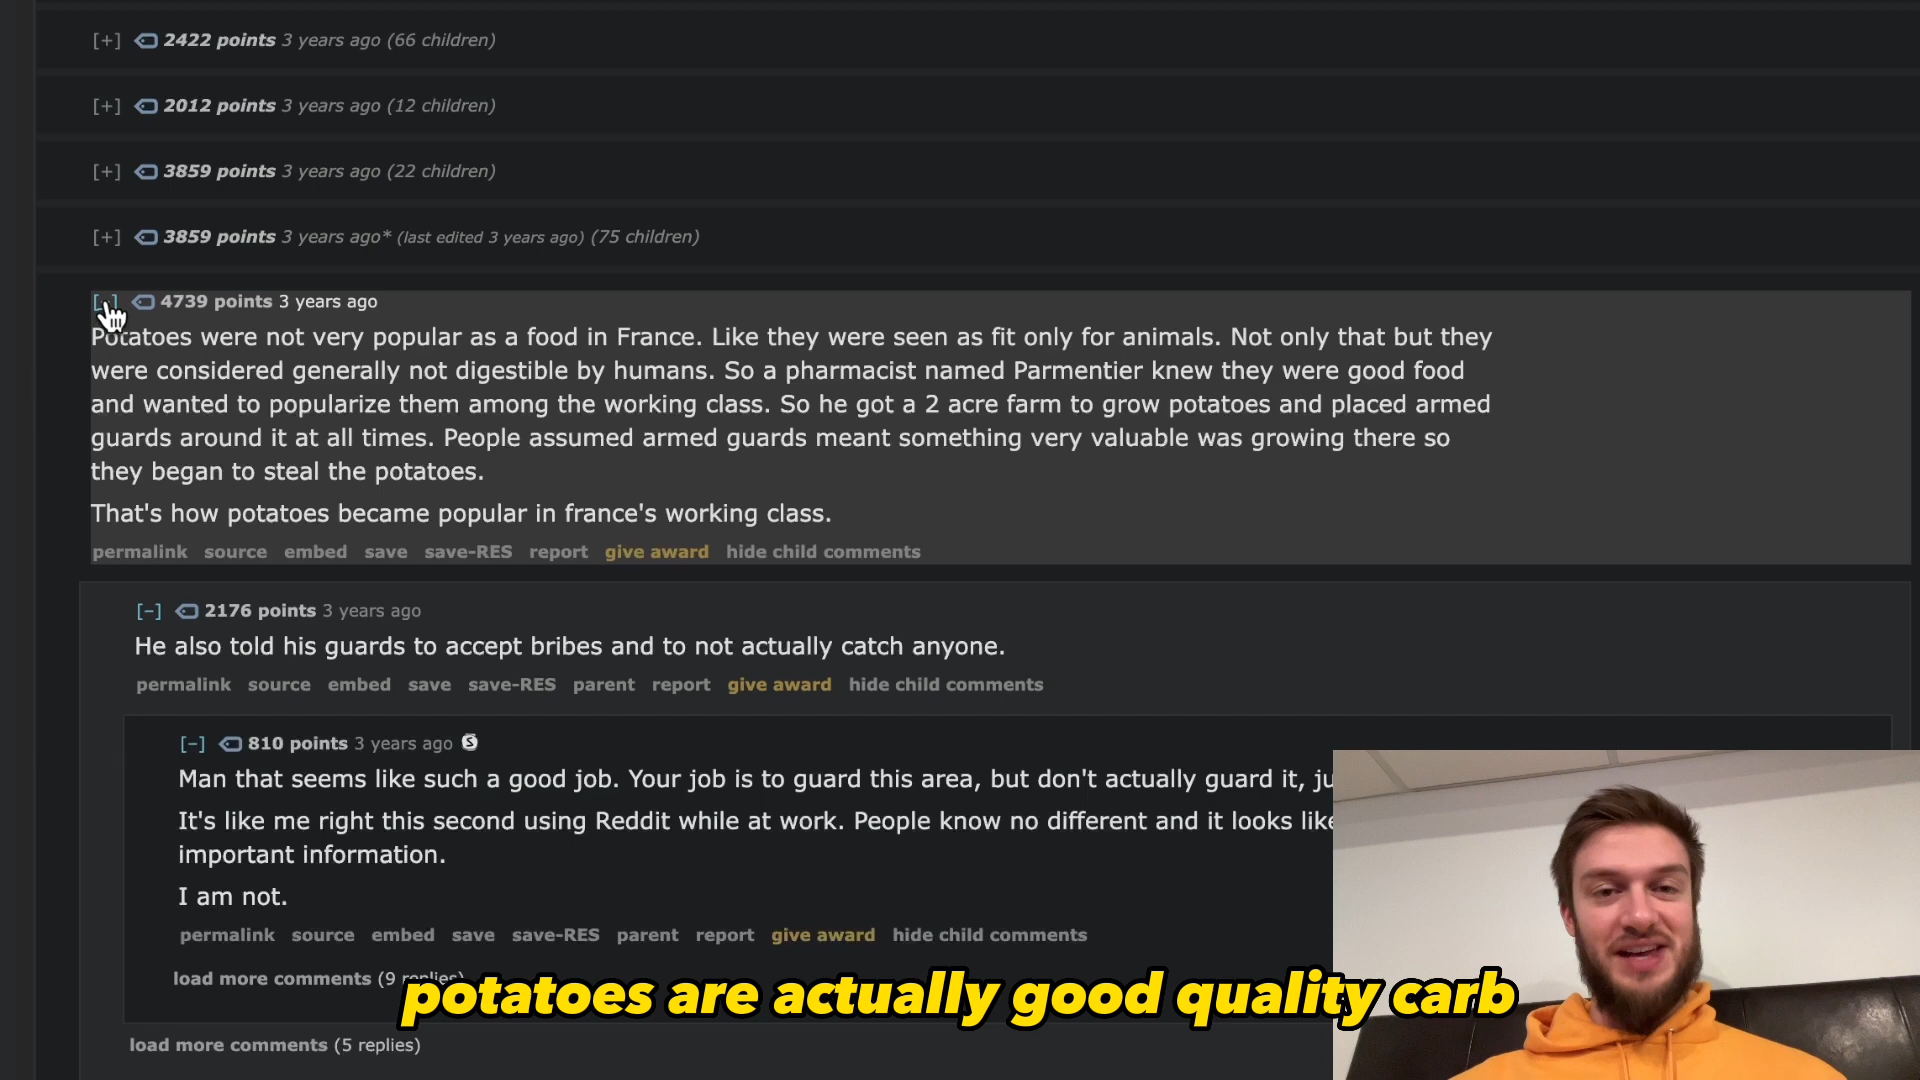 [+] 2422 points 3 years ago (66 children)
[+] 2012 points 3 years ago (12 children)
[+] 3859 points 3 years ago (22 children)
[+] 3859 points 3 years ago* (last edited 3 years ago) (75 children)
4739 points 3 years ago
Potatoes were not very popular as a food in France. Like they were seen as fit only for animals. Not only that but they
were considered generally not digestible by humans. So a pharmacist named Parmentier knew they were good food
and wanted to popularize them among the working class. So he got a 2 acre farm to grow potatoes and placed armed
guards around it at all times. People assumed armed guards meant something very valuable was growing there so
they began to steal the potatoes.
That's how potatoes became popular in france's working class.
permalink source embed save save-RES report give award hide child comments
[-] 2176 points 3 years ago
He also told his guards to accept bribes and to not actually catch anyone.
permalink source embed save save-RES parent report give award hide child comments
[-] 810 points 3 years ago S
Man that seems like such a good job. Your job is to guard this area, but don't actually guard it,
It's like me right this second using Reddit while at work. People know no different and it looks like
important information.
I am not.
permalink source embed save save-RES parent report give award hide child comments
load more comments (9 replies)
potatoes are actually good quality carb
load more comments (5 replies)